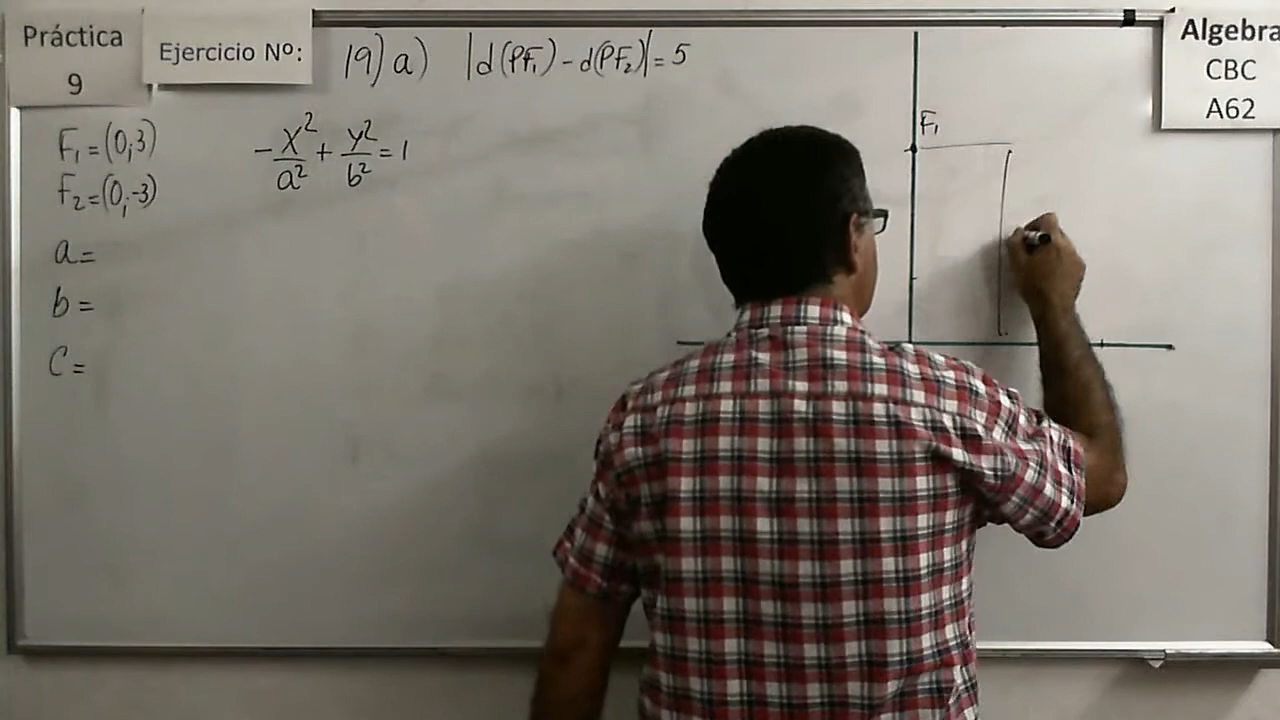 Práctica
9
Ejercicio Nº:
19) a) |d(PF₁) - d(PF₂)| = 5
Algebra
CBC
A62
F₁ = (0;3)
F₂ = (0;-3)
-x²/a² + y²/b² = 1
a =
b =
c =
F₁